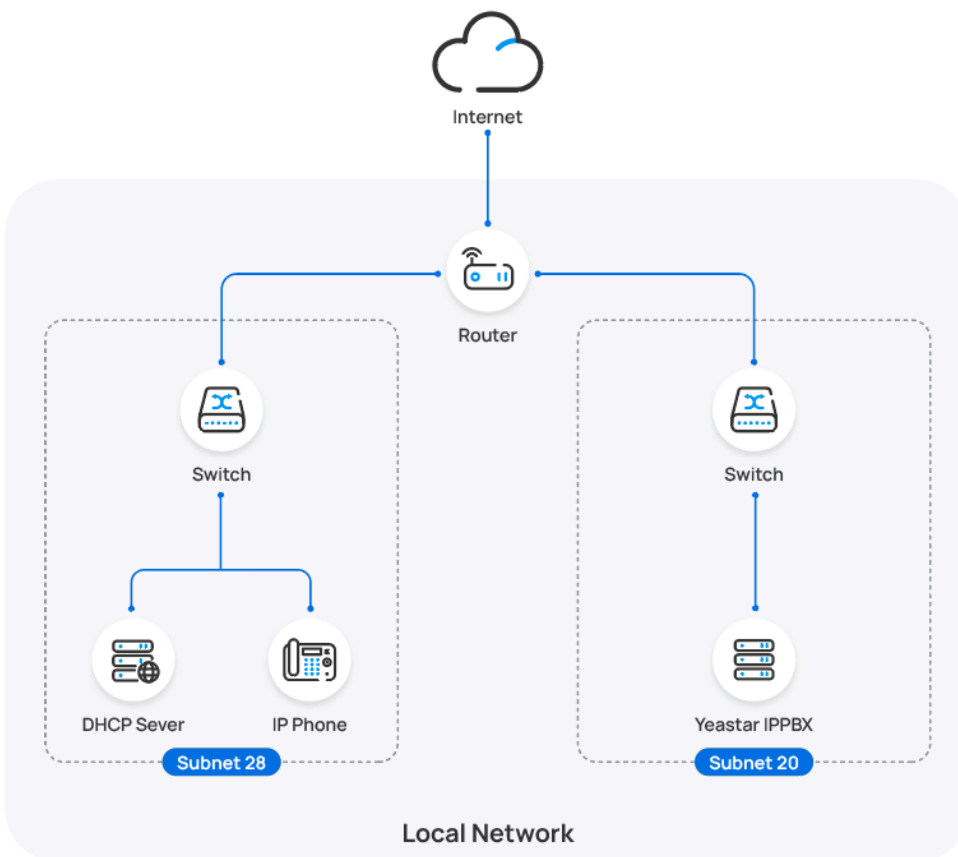 Internet
Router
Switch
Switch
DHCP Sever
IP Phone
Yeastar IPPBX
Subnet 28
Subnet 20
Local Network